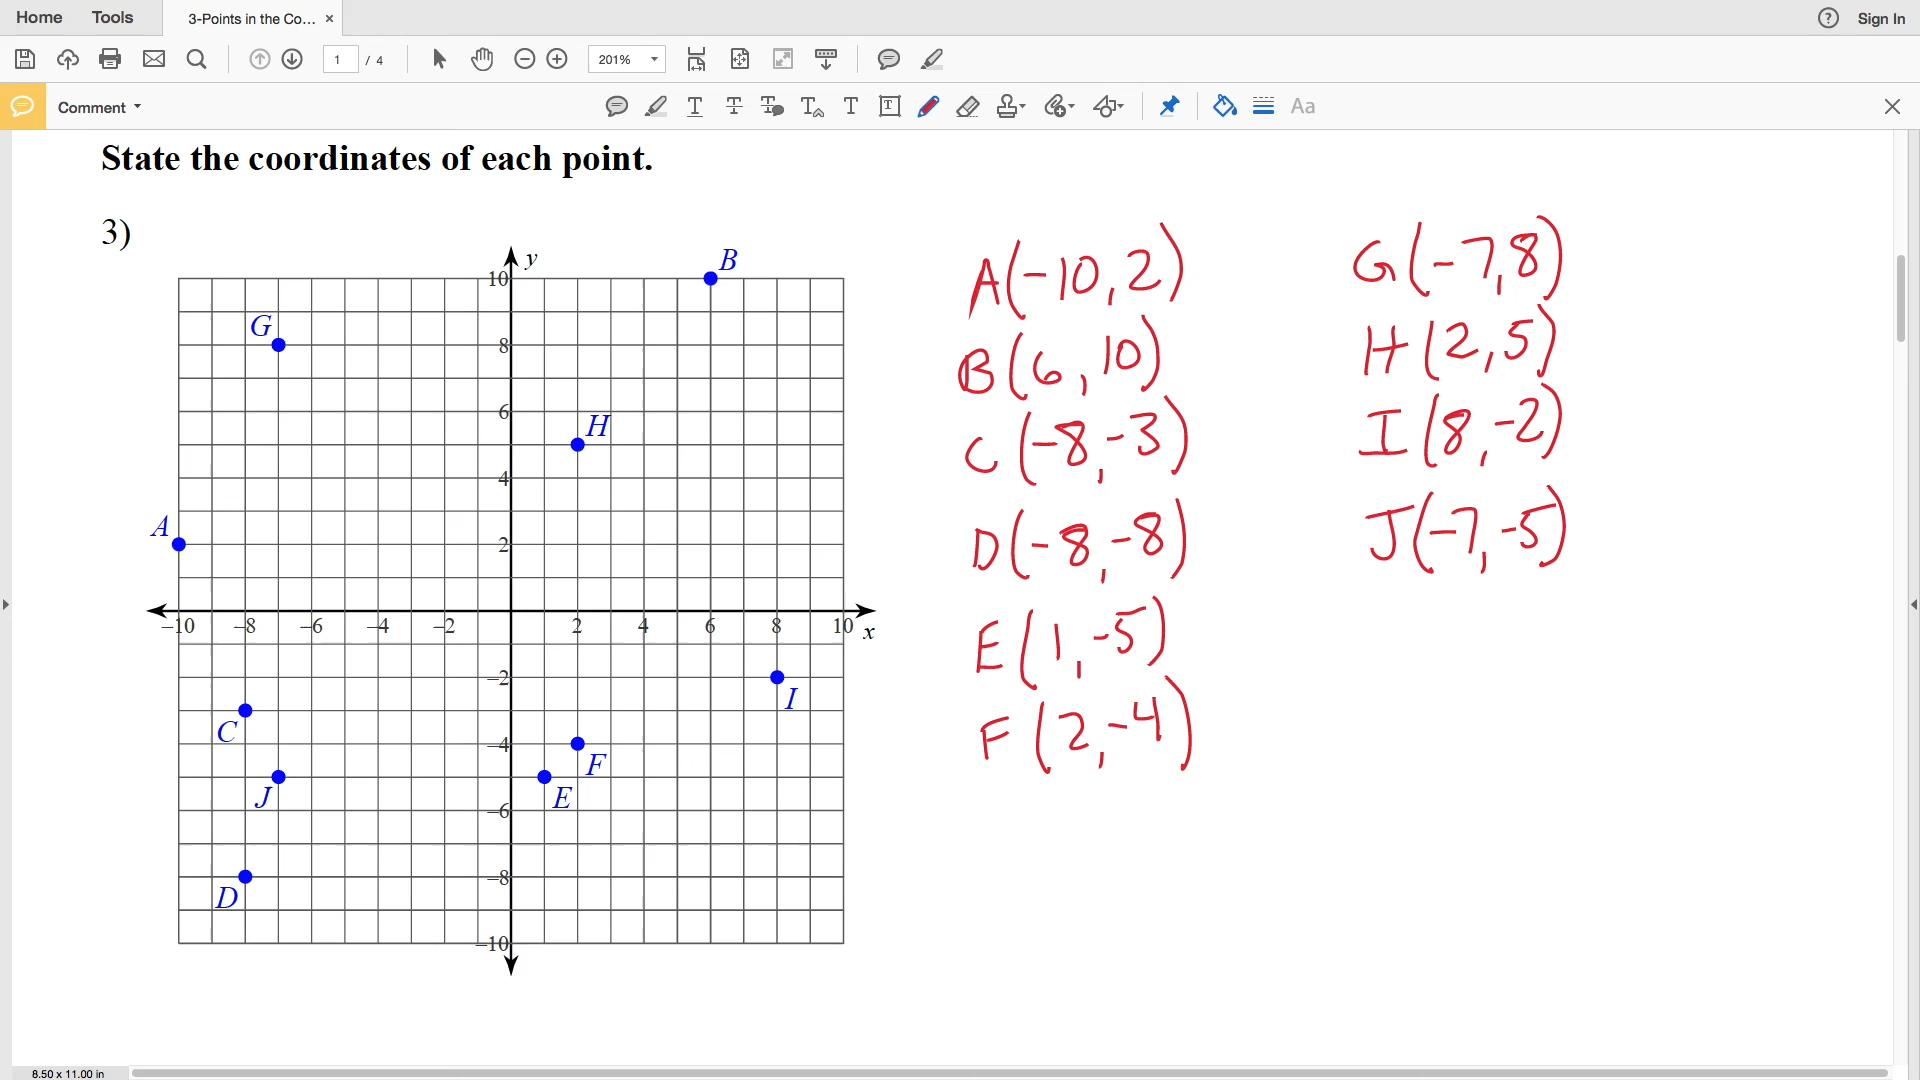 Home Tools 3-Points in the Co... × ? Sign In
1 / 4 201%
Comment T T T T T T Aa
State the coordinates of each point.
3)
y
B
10
G
8
6
H
4
A
2
–10 –8 –6 –4 –2 2 4 6 8 10 x
–2
I
C
–4
F
J
E
–6
–8
D
–10
A(-10,2)
B(6,10)
C(-8,-3)
D(-8,-8)
E(1,-5)
F(2,-4)
G(-7,8)
H(2,5)
I(8,-2)
J(-7,-5)
8.50 x 11.00 in